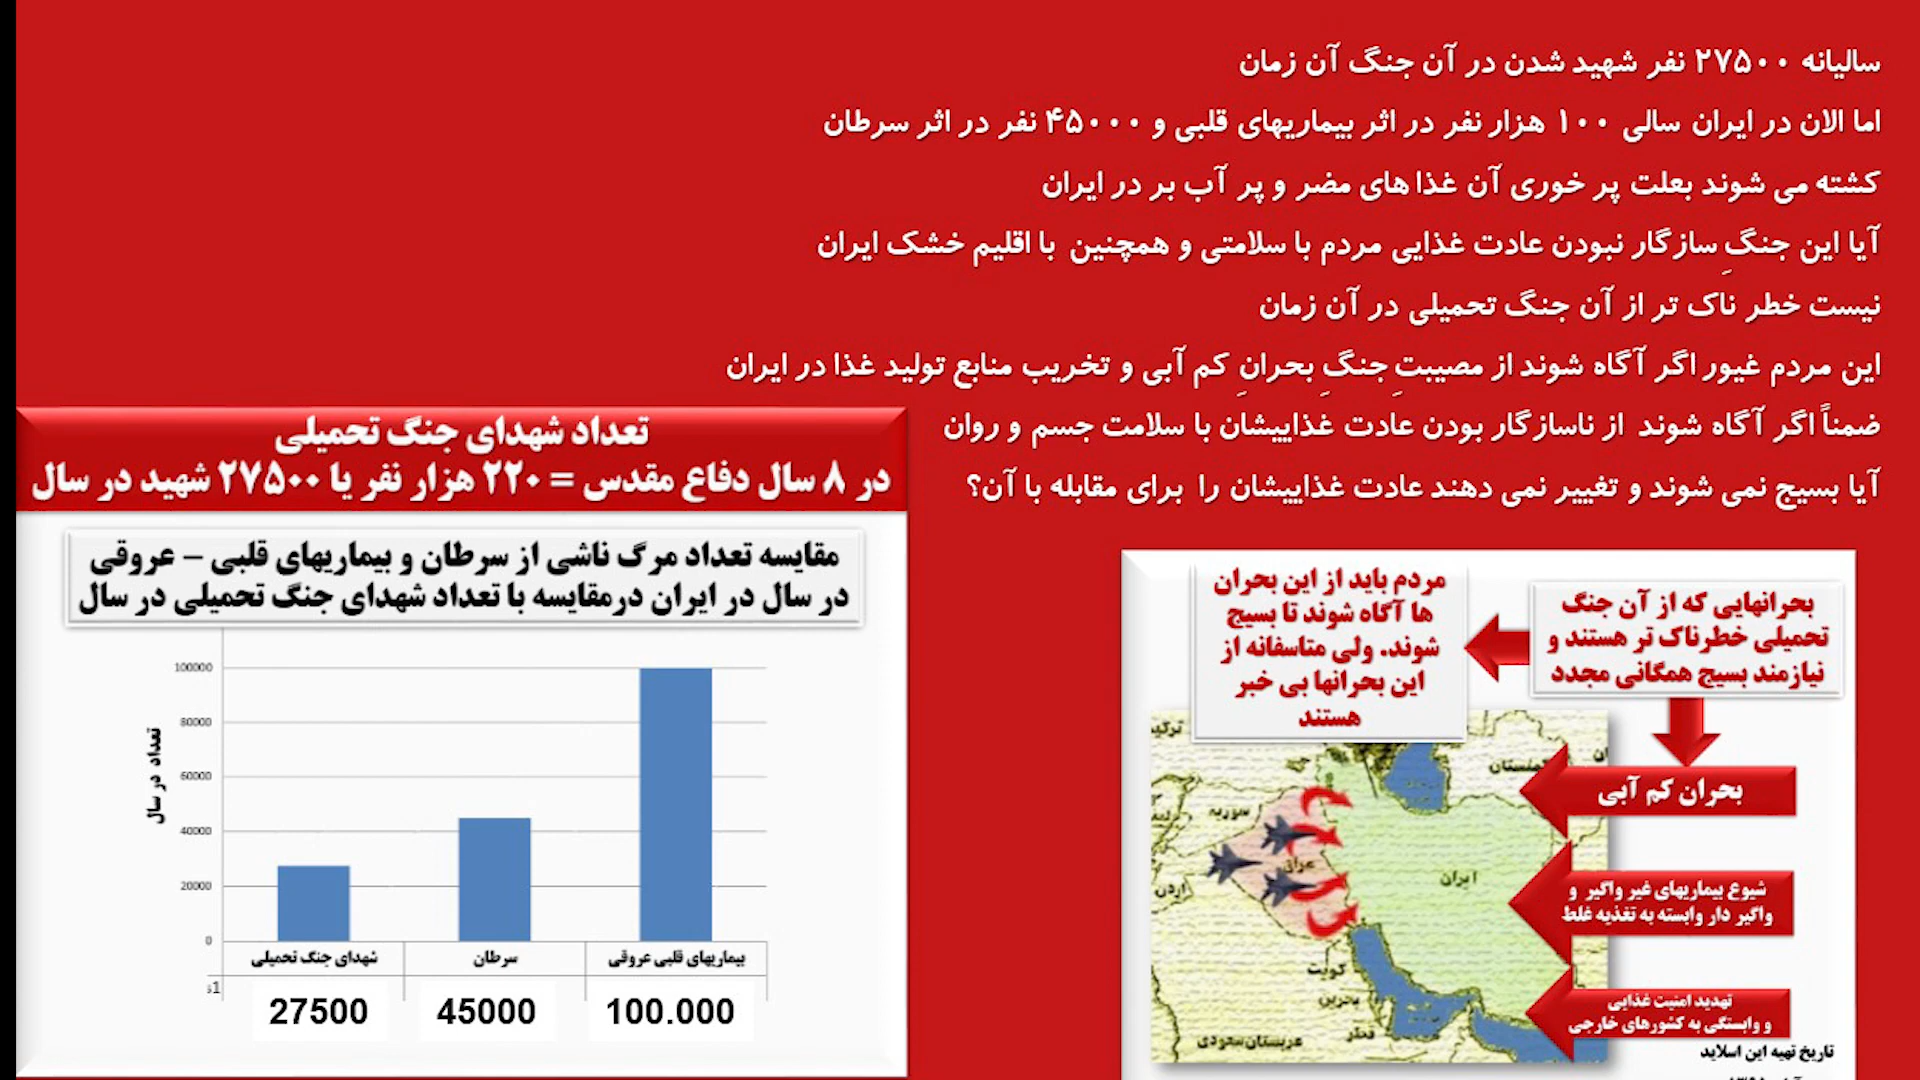 سالیانه ۲۷۵۰۰ نفر شهید شدن در آن جنگ آن زمان
اما الان در ایران سالی ۱۰۰ هزار نفر در اثر بیماریهای قلبی و ۴۵۰۰۰ نفر در اثر سرطان
کشته می شوند بعلت پر خوری آن غذا های مضر و پر آب بر در ایران
آیا این جنگِ سازگار نبودن عادت غذایی مردم با سلامتی و همچنین با اقلیم خشک ایران
نیست خطر ناک تر از آن جنگ تحمیلی در آن زمان
این مردم غیور اگر آگاه شوند از مصیبتِ جنگِ بحرانِ کم آبی و تخریب منابع تولید غذا در ایران
ضمناً اگر آگاه شوند از ناسازگار بودن عادت غذاییشان با سلامت جسم و روان
آیا بسیج نمی شوند و تغییر نمی دهند عادت غذاییشان را برای مقابله با آن؟
تعداد شهدای جنگ تحمیلی
در ۸ سال دفاع مقدس = ۲۲۰ هزار نفر یا ۲۷۵۰۰ شهید در سال
مقایسه تعداد مرگ ناشی از سرطان و بیماریهای قلبی – عروقی
در سال در ایران درمقایسه با تعداد شهدای جنگ تحمیلی در سال
تعداد در سال
100000
80000
60000
40000
20000
0
شهدای جنگ تحمیلی
سرطان
بیماریهای قلبی عروقی
s1
27500
45000
100.000
بحرانهایی که از آن جنگ
تحمیلی خطرناک تر هستند و
نیازمند بسیج همگانی مجدد
مردم باید از این بحران
ها آگاه شوند تا بسیج
شوند. ولی متاسفانه از
این بحرانها بی خبر
هستند
بحران کم آبی
شیوع بیماریهای غیر واگیر و
واگیر دار وابسته به تغذیه غلط
تهدید امنیت غذایی
و وابستگی به کشورهای خارجی
سوریه
عراق
ایران
اردن
کویت
بحرین
قطر
عربستان سعودی
تاریخ تهیه این اسلاید